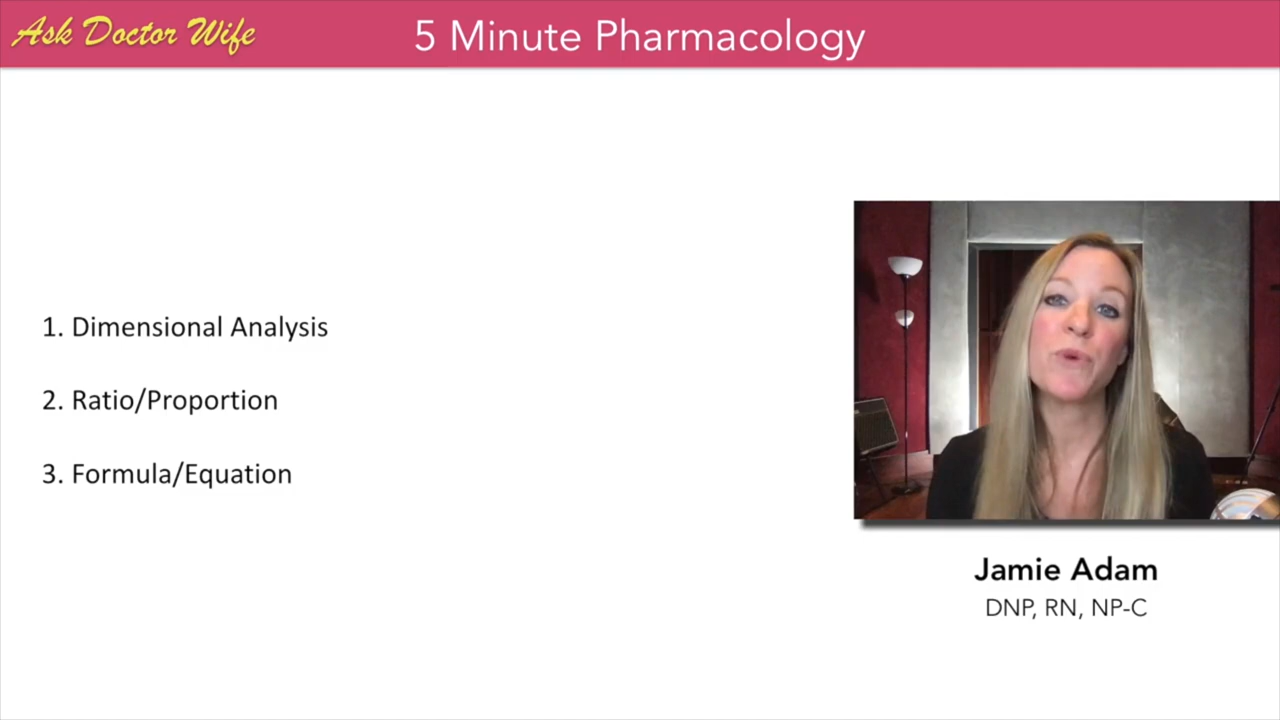 Ask Doctor Wife
5 Minute Pharmacology
1. Dimensional Analysis
2. Ratio/Proportion
3. Formula/Equation
Jamie Adam
DNP, RN, NP-C